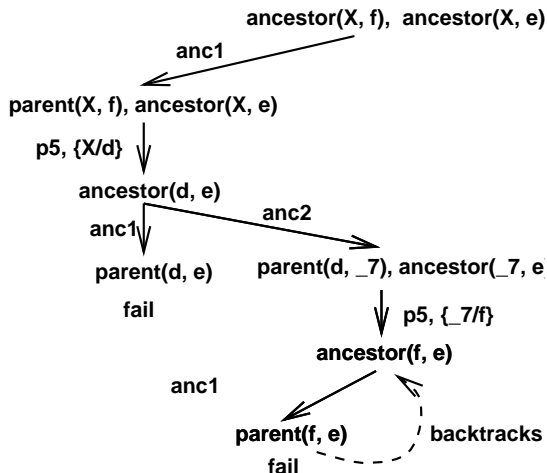 ancestor(X, f), ancestor(X, e)
anc1
parent(X, f), ancestor(X, e)
p5, {X/d}
ancestor(d, e)
anc1
anc2
parent(d, e)
parent(d, _7), ancestor(_7, e
fail
p5, {_7/f}
ancestor(f, e)
anc1
parent(f, e)
backtracks
fail